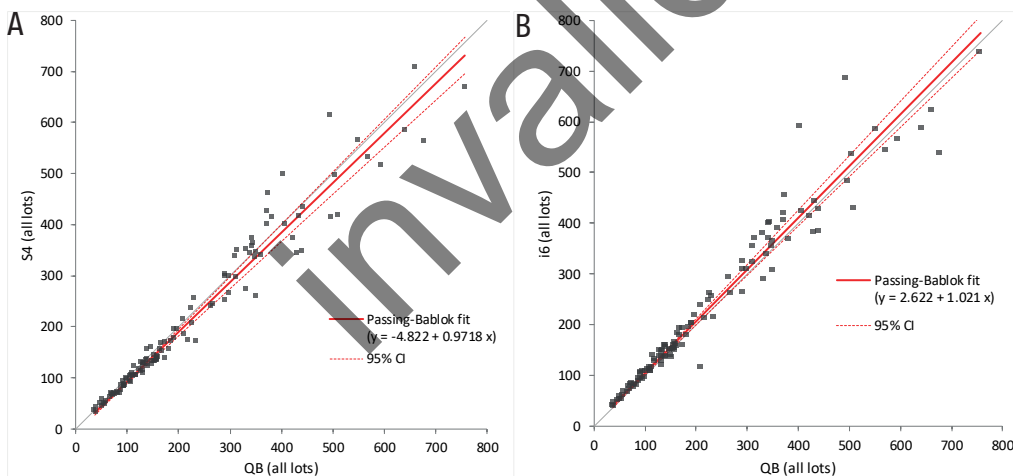 A
800
700
600
500
400
300
200
100
0
S4 (all lots)
0 100 200 300 400 500 600 700 800
QB (all lots)
Passing-Bablok fit
(y = -4.822 + 0.9718 x)
95% CI
B
800
700
600
500
400
300
200
100
0
i6 (all lots)
0 100 200 300 400 500 600 700 800
QB (all lots)
Passing-Bablok fit
(y = 2.622 + 1.021 x)
95% CI